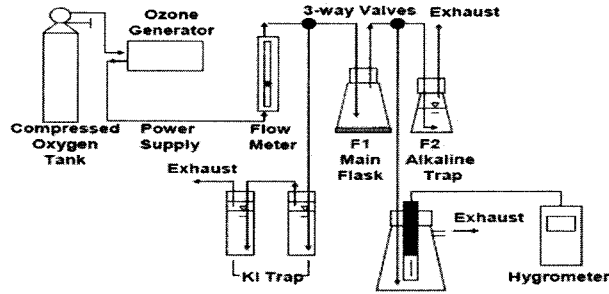 3-way Valves
Ozone
Generator
Exhaust
Compressed
Oxygen
Tank
Power
Supply
Flow
Meter
F1
Main
Flask
F2
Alkaline
Trap
Exhaust
KI Trap
Exhaust
Hygrometer